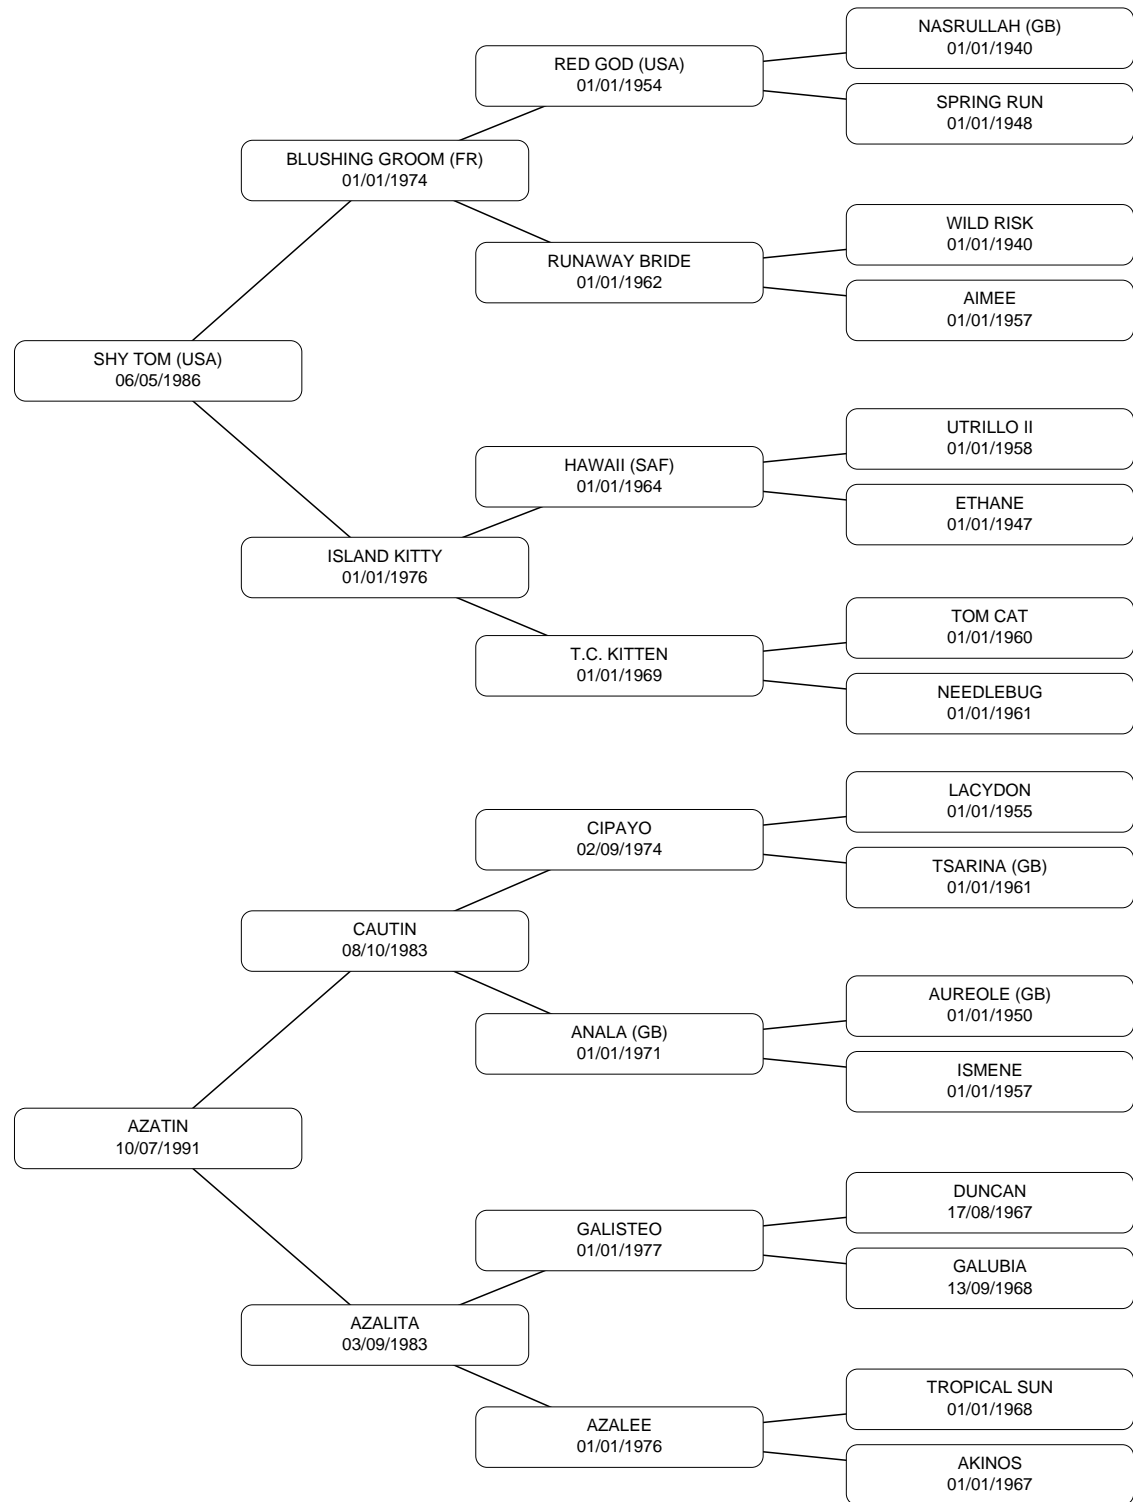 NASRULLAH (GB)
01/01/1940
RED GOD (USA)
01/01/1954
SPRING RUN
01/01/1948
BLUSHING GROOM (FR)
01/01/1974
WILD RISK
01/01/1940
RUNAWAY BRIDE
01/01/1962
AIMEE
01/01/1957
SHY TOM (USA)
06/05/1986
UTRILLO II
01/01/1958
HAWAII (SAF)
01/01/1964
ETHANE
01/01/1947
ISLAND KITTY
01/01/1976
TOM CAT
01/01/1960
T.C. KITTEN
01/01/1969
NEEDLEBUG
01/01/1961
LACYDON
01/01/1955
CIPAYO
02/09/1974
TSARINA (GB)
01/01/1961
CAUTIN
08/10/1983
AUREOLE (GB)
01/01/1950
ANALA (GB)
01/01/1971
ISMENE
01/01/1957
AZATIN
10/07/1991
DUNCAN
17/08/1967
GALISTEO
01/01/1977
GALUBIA
13/09/1968
AZALITA
03/09/1983
TROPICAL SUN
01/01/1968
AZALEE
01/01/1976
AKINOS
01/01/1967